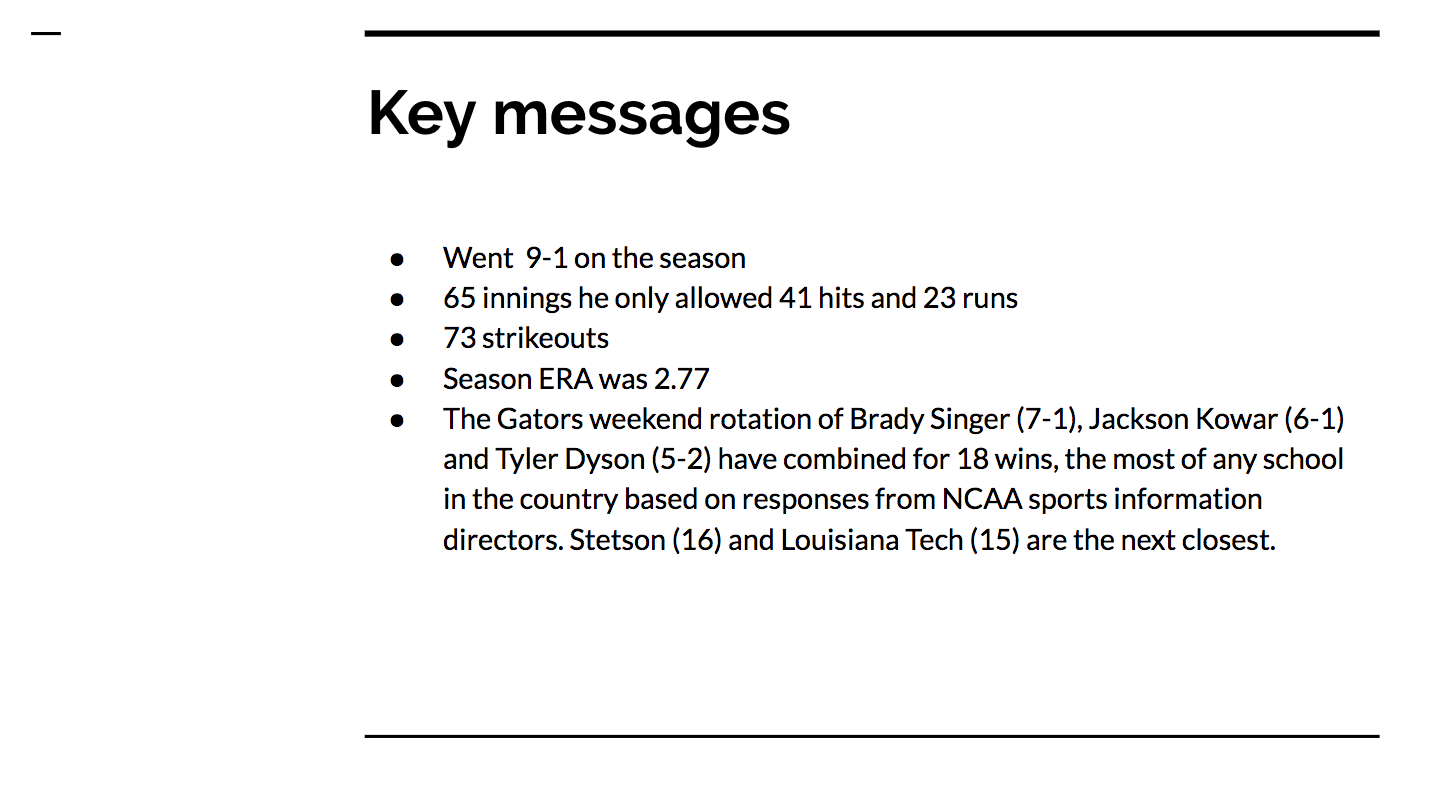 Key messages
● Went  9-1 on the season
● 65 innings he only allowed 41 hits and 23 runs
● 73 strikeouts
● Season ERA was 2.77
● The Gators weekend rotation of Brady Singer (7-1), Jackson Kowar (6-1)
and Tyler Dyson (5-2) have combined for 18 wins, the most of any school
in the country based on responses from NCAA sports information
directors. Stetson (16) and Louisiana Tech (15) are the next closest.